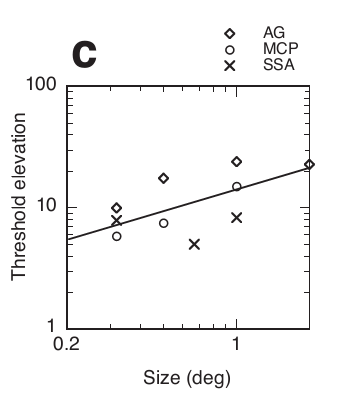 C
AG
MCP
SSA
100
10
1
Threshold elevation
0.2
1
Size (deg)